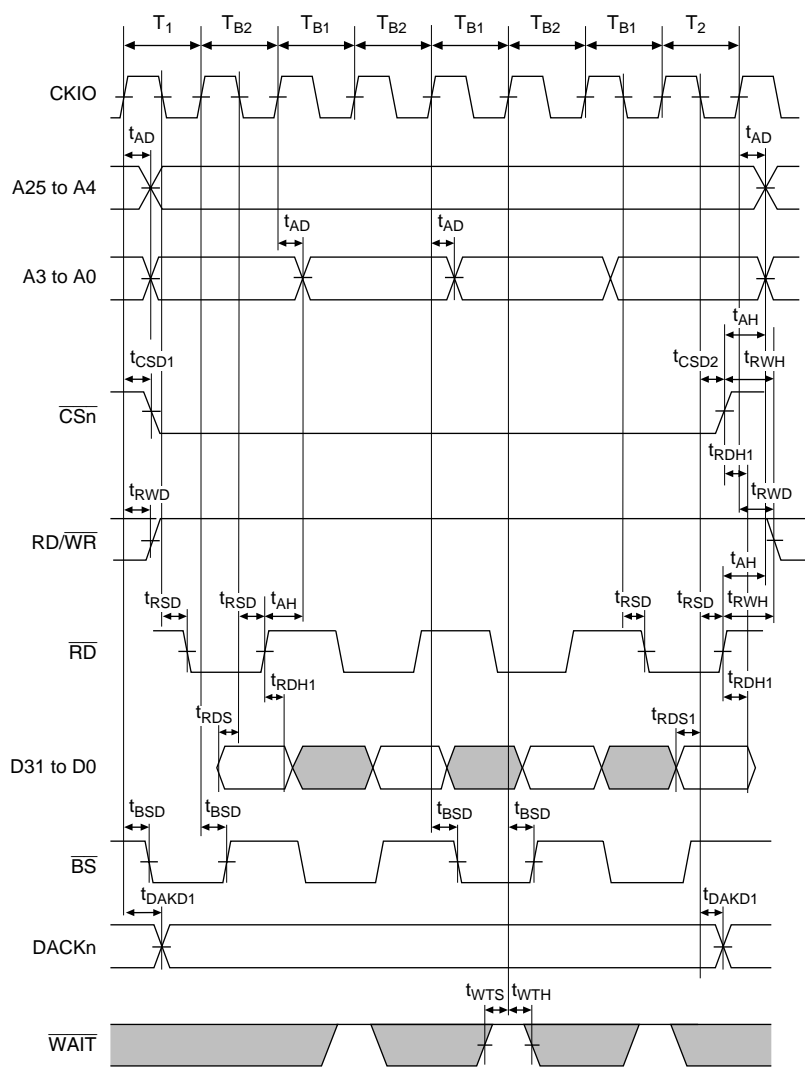 T1 TB2 TB1 TB2 TB1 TB2 TB1 T2
CKIO
tAD tAD
A25 to A4
tAD tAD
A3 to A0
tAH
tCSD1 tCSD2 tRWH
CSn
tRDH1
tRWD tRWD
RD/WR
tAH
tRSD tRSD tAH tRSD tRSD tRWH
RD
tRDH1 tRDH1
tRDS tRDS1
D31 to D0
tBSD tBSD tBSD tBSD
BS
tDAKD1 tDAKD1
DACKn
tWTS tWTH
WAIT